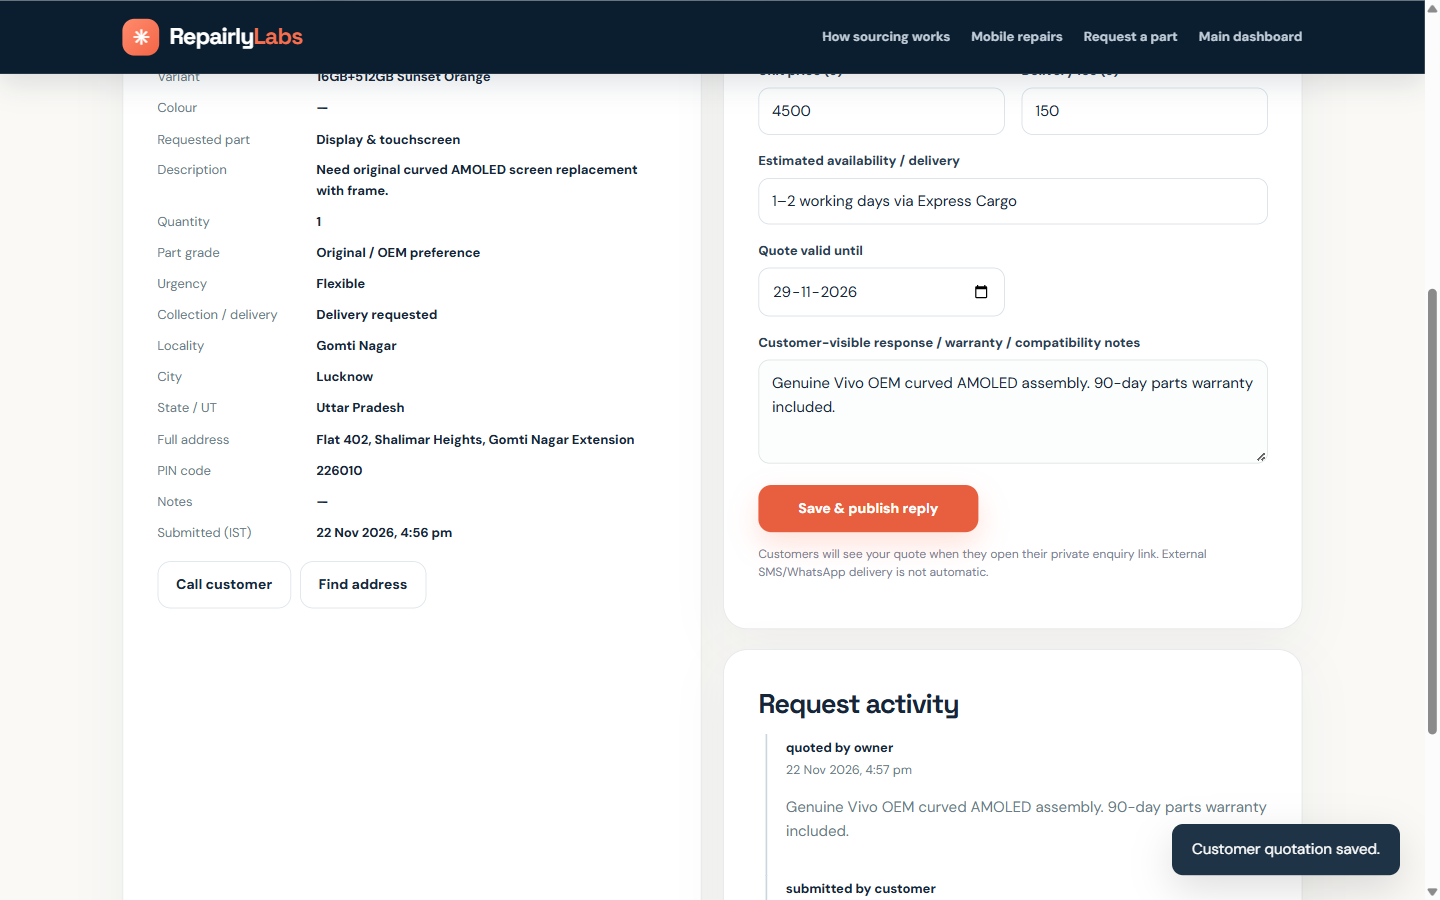 RepairlyLabs
How sourcing works
Mobile repairs
Request a part
Main dashboard
Variant 16GB+512GB Sunset Orange
Colour —
Requested part Display & touchscreen
Description Need original curved AMOLED screen replacement
with frame.
Quantity 1
Part grade Original / OEM preference
Urgency Flexible
Collection / delivery Delivery requested
Locality Gomti Nagar
City Lucknow
State / UT Uttar Pradesh
Full address Flat 402, Shalimar Heights, Gomti Nagar Extension
PIN code 226010
Notes —
Submitted (IST) 22 Nov 2026, 4:56 pm
Call customer
Find address
4500
150
Estimated availability / delivery
1–2 working days via Express Cargo
Quote valid until
29-11-2026
Customer-visible response / warranty / compatibility notes
Genuine Vivo OEM curved AMOLED assembly. 90-day parts warranty
included.
Save & publish reply
Customers will see your quote when they open their private enquiry link. External
SMS/WhatsApp delivery is not automatic.
Request activity
quoted by owner
22 Nov 2026, 4:57 pm
Genuine Vivo OEM curved AMOLED assembly. 90-day parts warranty
included.
submitted by customer
Customer quotation saved.